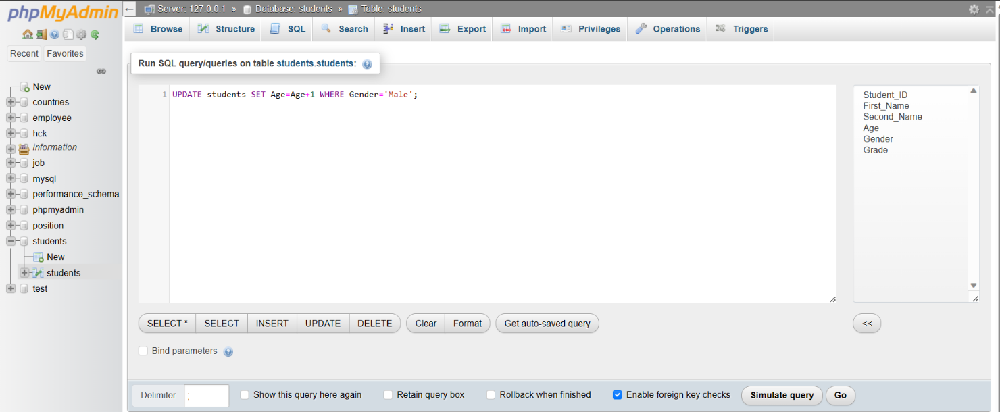 phpMyAdmin
Server: 127.0.0.1 » Database: students » Table: students
Browse Structure SQL Search Insert Export Import Privileges Operations Triggers
Recent Favorites
New
countries
employee
hck
information
job
mysql
performance_schema
phpmyadmin
position
students
New
students
test
Run SQL query/queries on table students.students:
1 UPDATE students SET Age=Age+1 WHERE Gender='Male';
Student_ID
First_Name
Second_Name
Age
Gender
Grade
SELECT * SELECT INSERT UPDATE DELETE Clear Format Get auto-saved query <<
Bind parameters
Delimiter ; Show this query here again Retain query box Rollback when finished Enable foreign key checks Simulate query Go